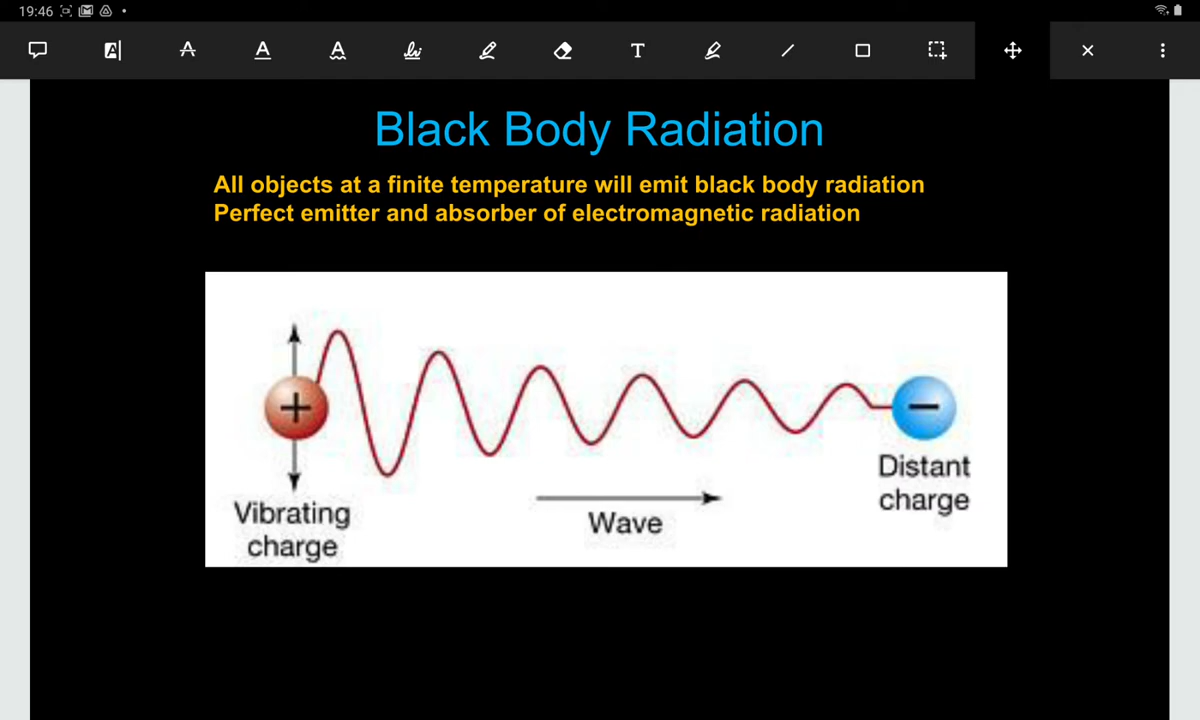 19:46
Black Body Radiation
All objects at a finite temperature will emit black body radiation
Perfect emitter and absorber of electromagnetic radiation
+
−
Vibrating
charge
Wave
Distant
charge